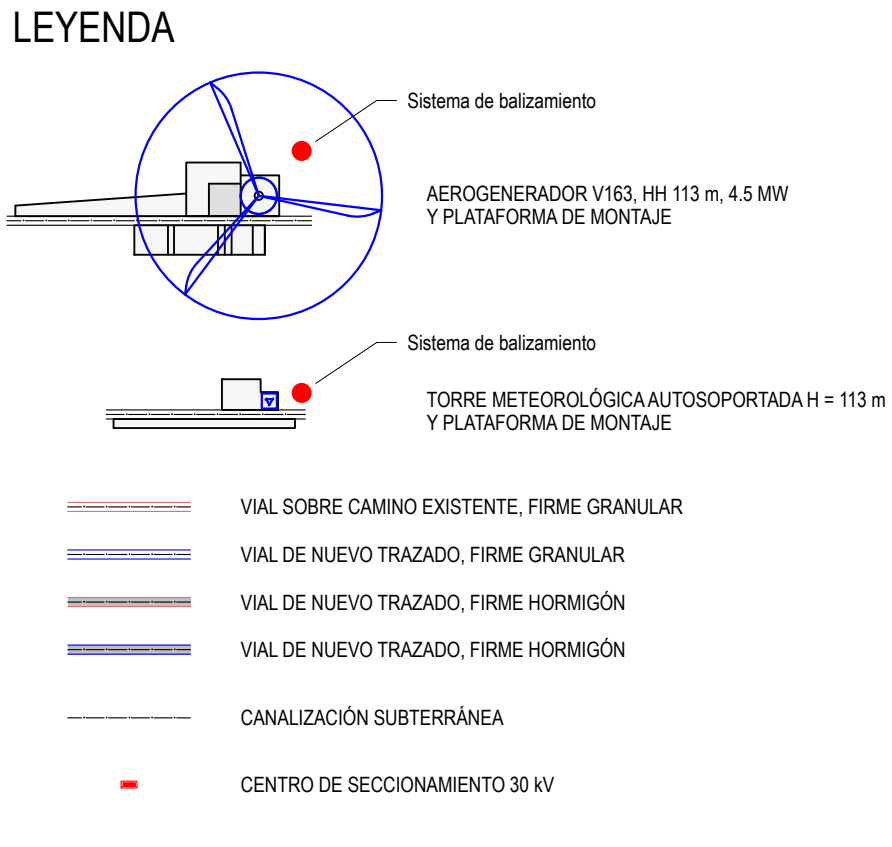 LEYENDA
Sistema de balizamiento
AEROGENERADOR V163, HH 113 m, 4.5 MW
Y PLATAFORMA DE MONTAJE
Sistema de balizamiento
TORRE METEOROLÓGICA AUTOSOPORTADA H = 113 m
Y PLATAFORMA DE MONTAJE
VIAL SOBRE CAMINO EXISTENTE, FIRME GRANULAR
VIAL DE NUEVO TRAZADO, FIRME GRANULAR
VIAL DE NUEVO TRAZADO, FIRME HORMIGÓN
VIAL DE NUEVO TRAZADO, FIRME HORMIGÓN
CANALIZACIÓN SUBTERRÁNEA
CENTRO DE SECCIONAMIENTO 30 kV